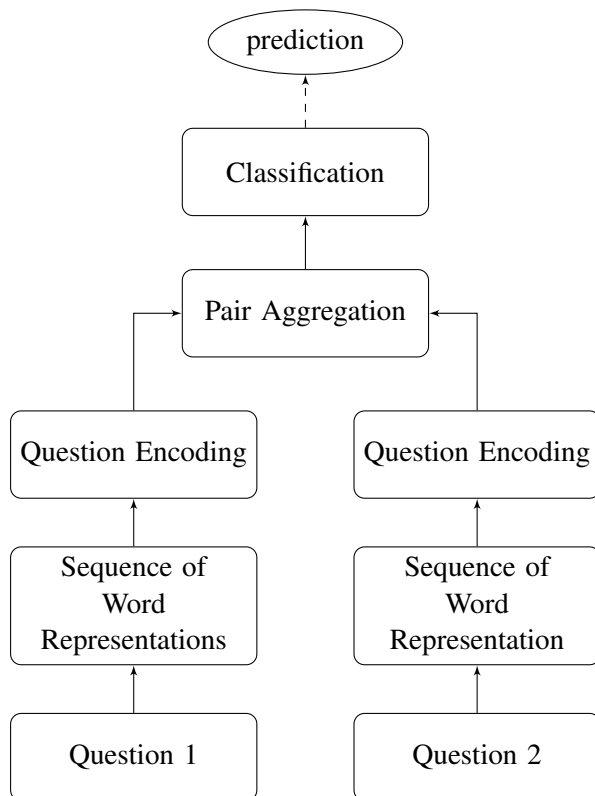 prediction
Classification
Pair Aggregation
Question Encoding
Question Encoding
Sequence of
Word
Representations
Sequence of
Word
Representation
Question 1
Question 2